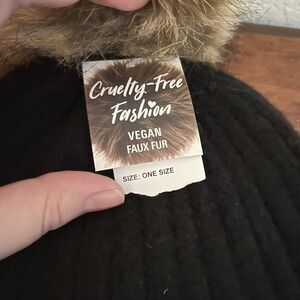 Cruelty-Free
Fashion
VEGAN
FAUX FUR
SIZE: ONE SIZE